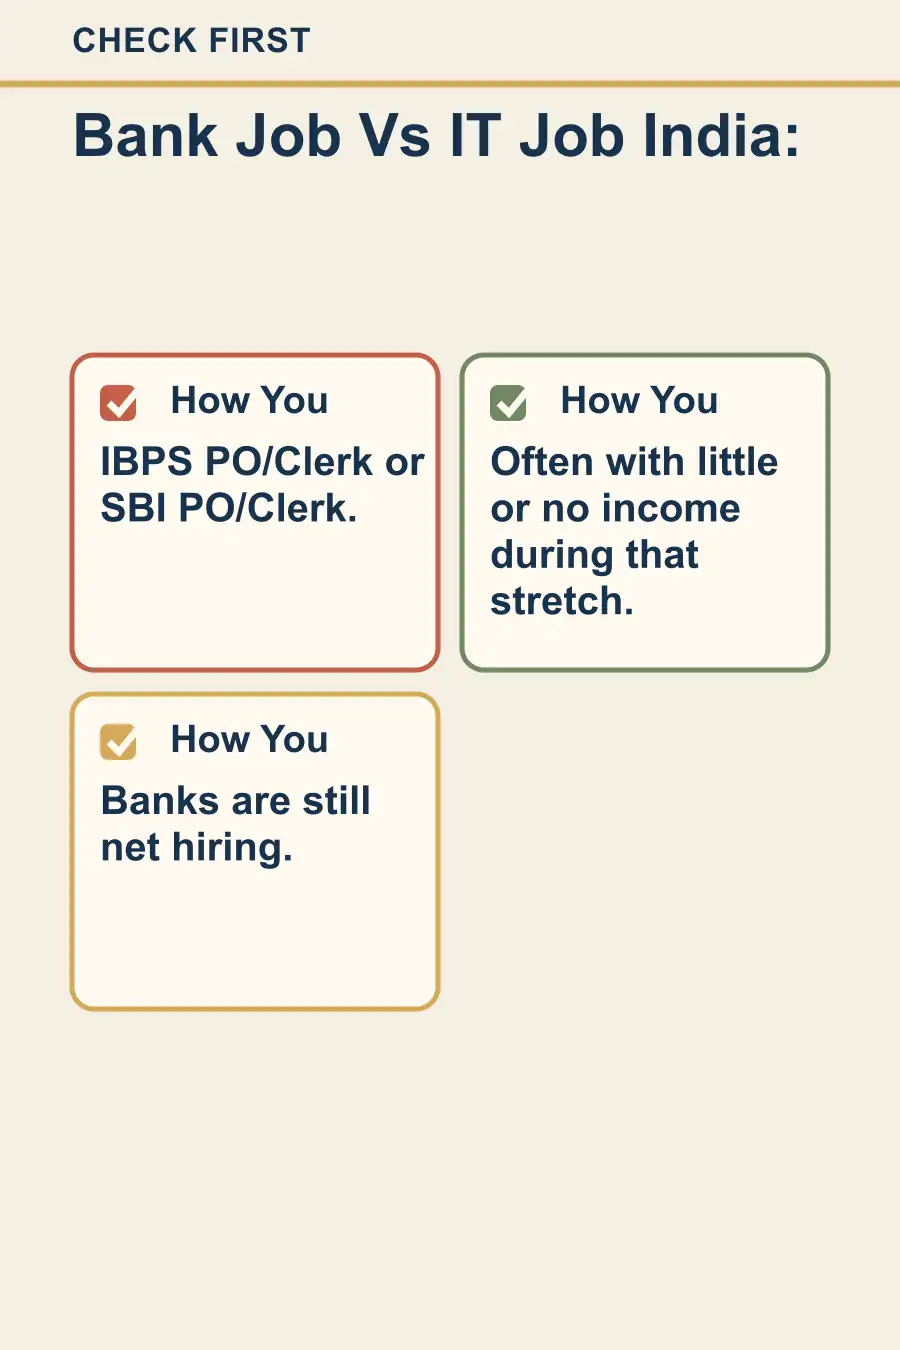 CHECK FIRST
Bank Job Vs IT Job India:
How You
IBPS PO/Clerk or
SBI PO/Clerk.
How You
Often with little
or no income
during that
stretch.
How You
Banks are still
net hiring.